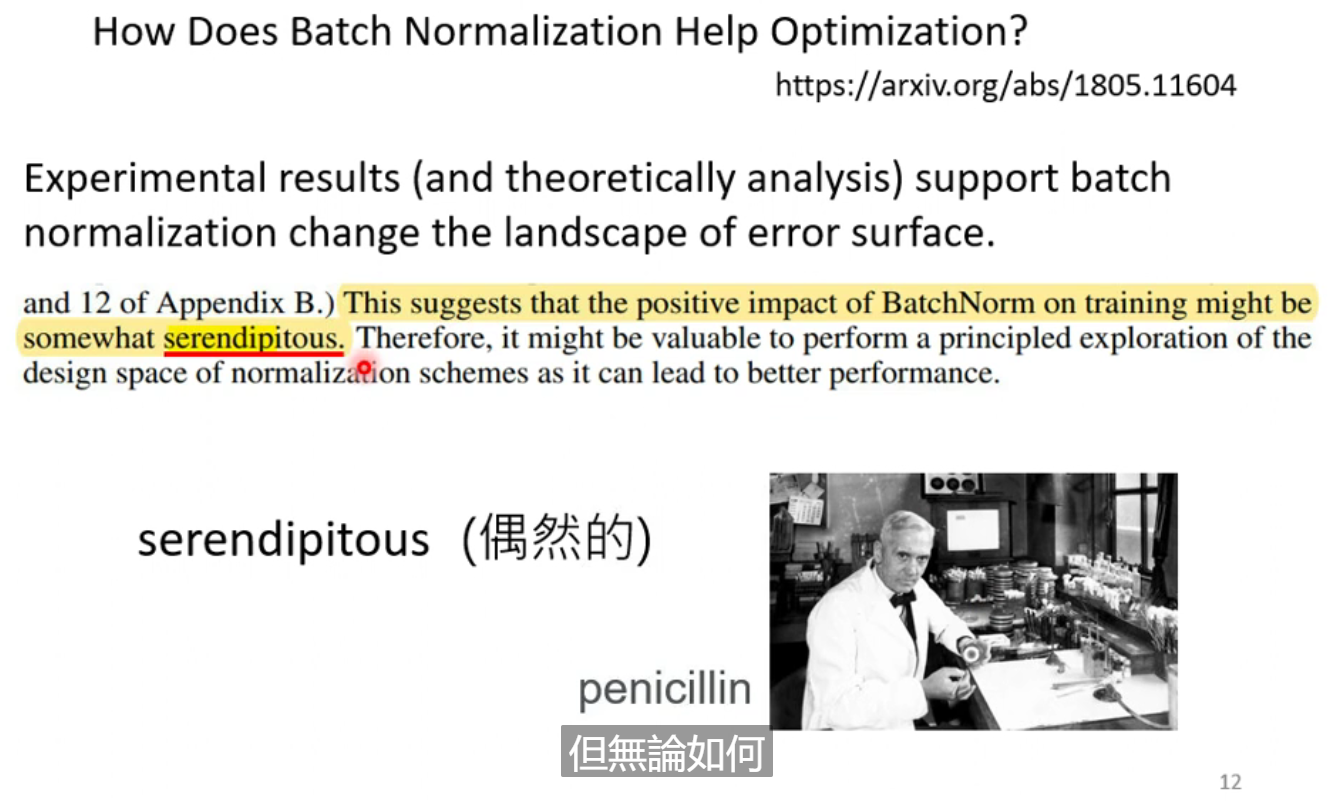 How Does Batch Normalization Help Optimization?
https://arxiv.org/abs/1805.11604
Experimental results (and theoretically analysis) support batch
normalization change the landscape of error surface.
and 12 of Appendix B.) This suggests that the positive impact of BatchNorm on training might be
somewhat serendipitous. Therefore, it might be valuable to perform a principled exploration of the
design space of normalization schemes as it can lead to better performance.
serendipitous (偶然的)
penicillin
但無論如何
12